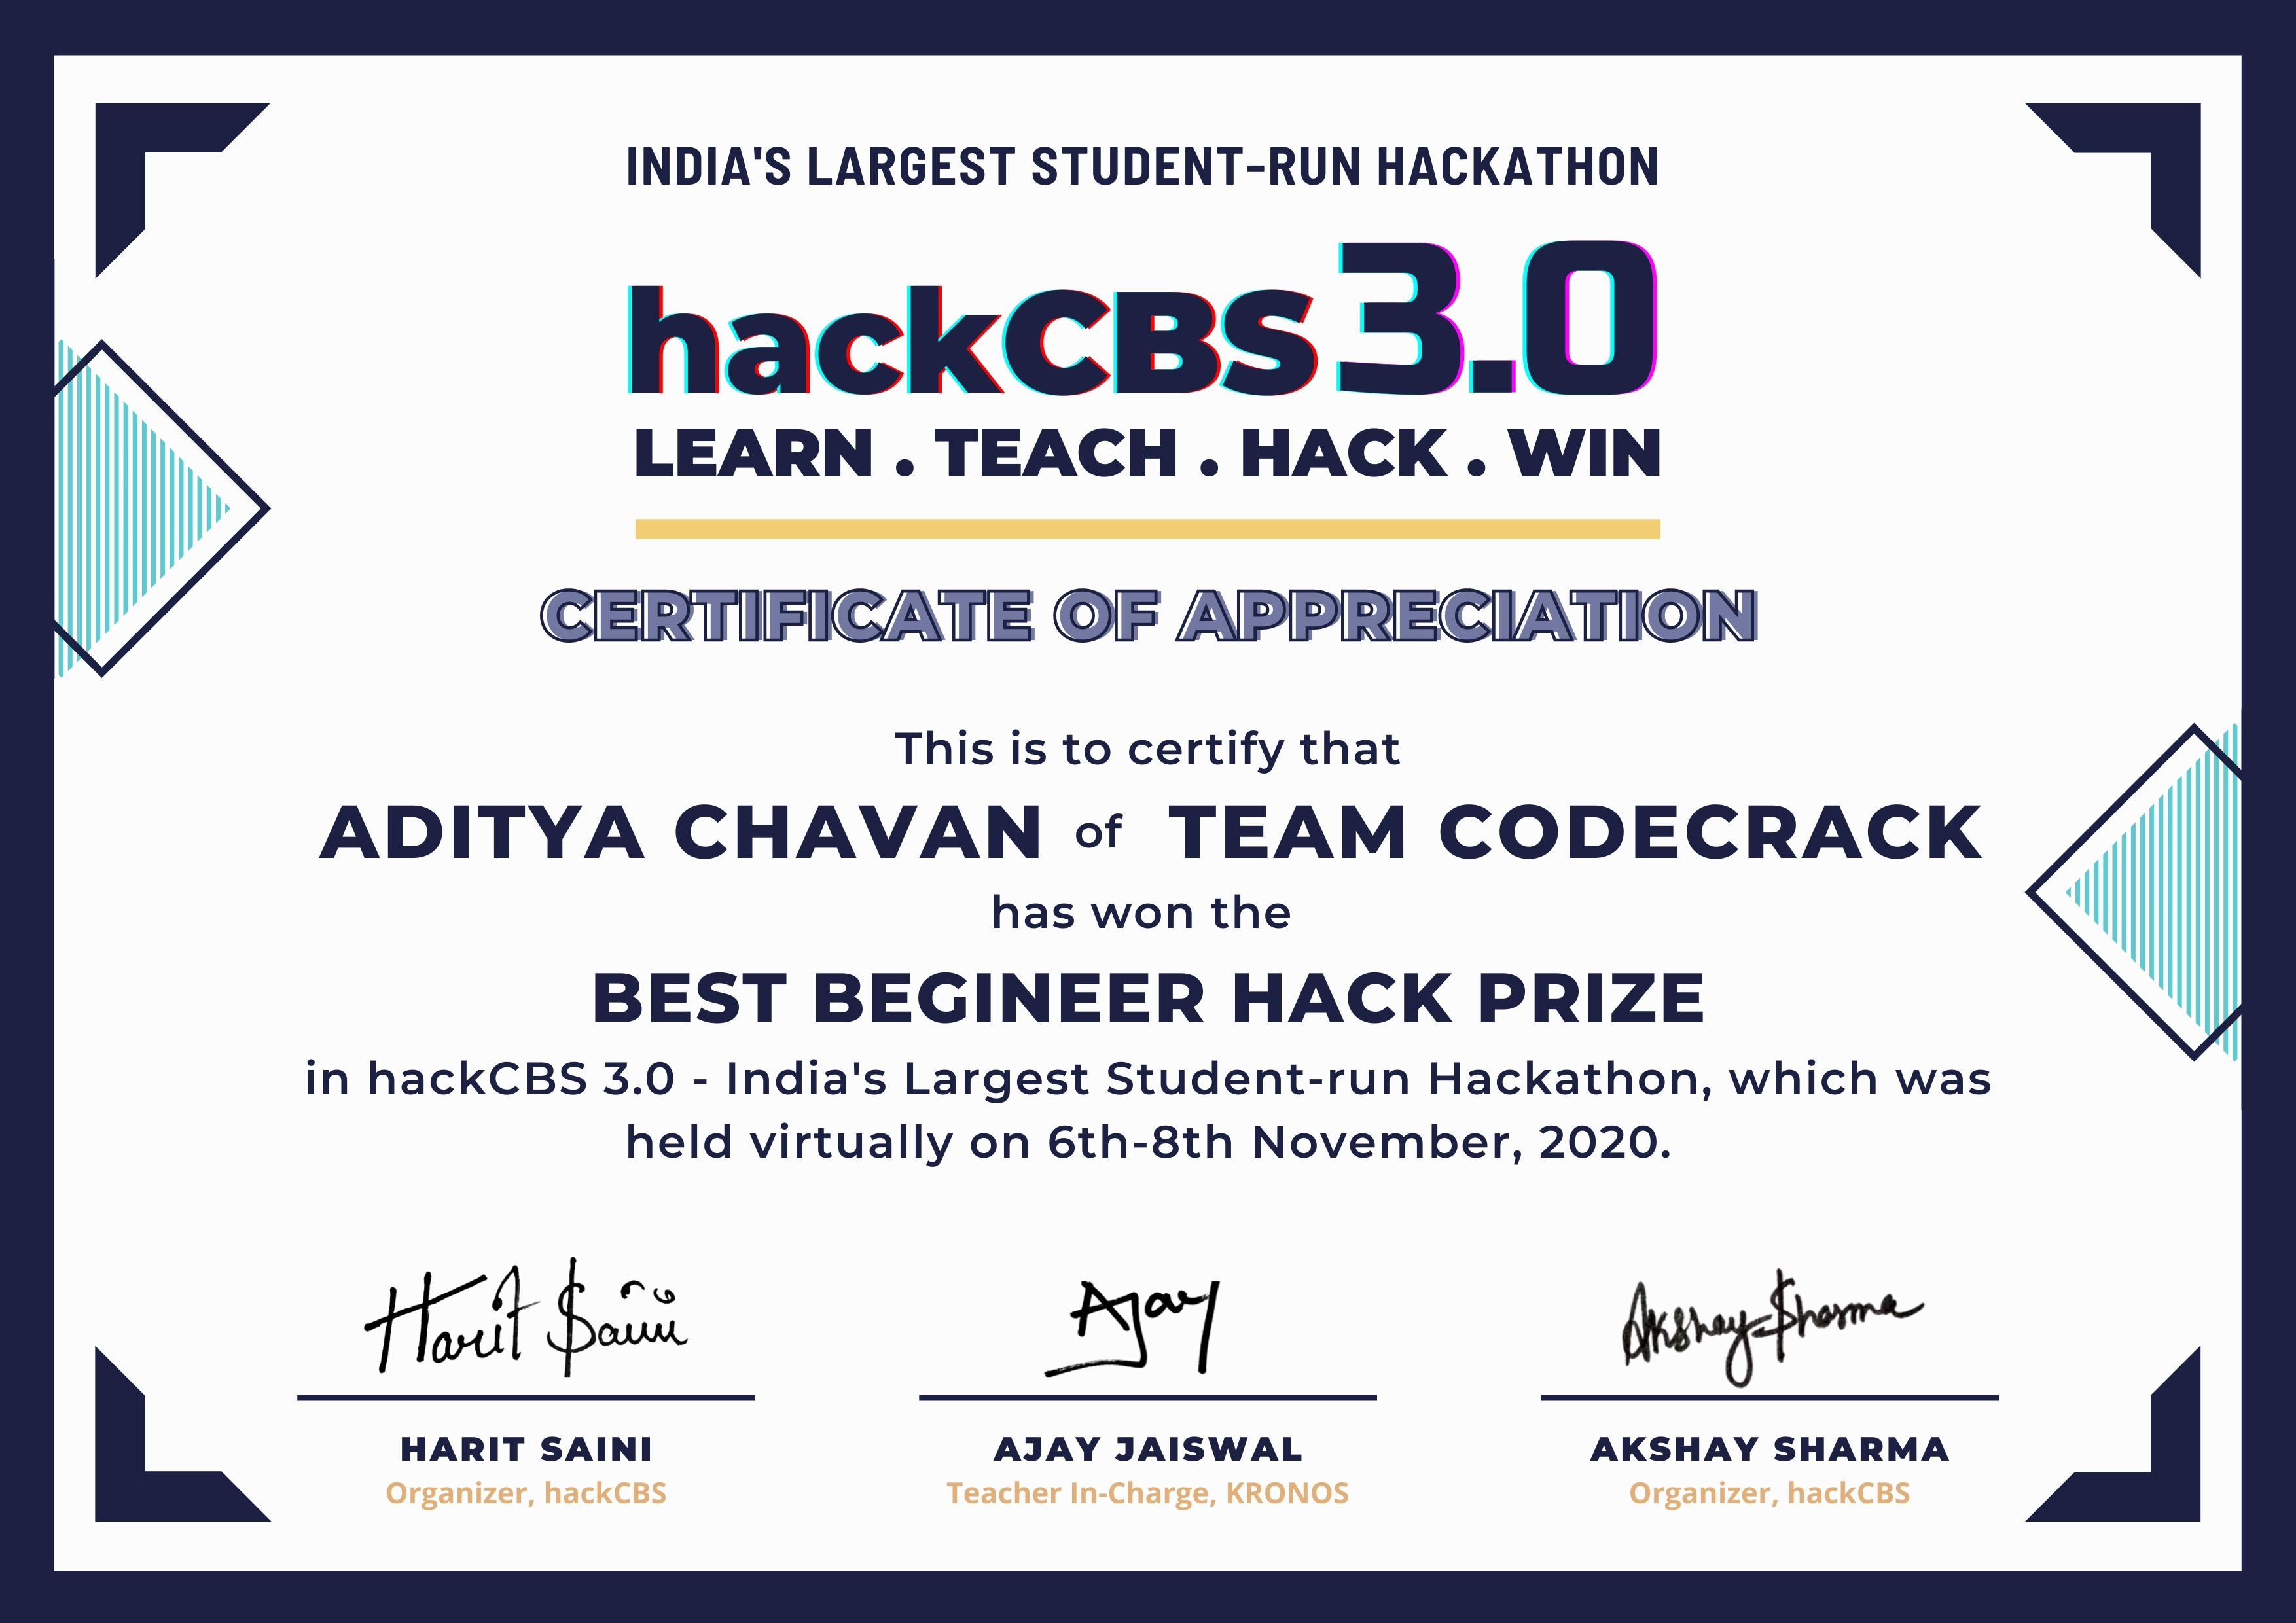 INDIA'S LARGEST STUDENT-RUN HACKATHON
hackCBS 3.0
LEARN . TEACH . HACK . WIN
CERTIFICATE OF APPRECIATION
This is to certify that
ADITYA CHAVAN of TEAM CODECRACK
has won the
BEST BEGINEER HACK PRIZE
in hackCBS 3.0 - India's Largest Student-run Hackathon, which was
held virtually on 6th-8th November, 2020.
Harit Saini Ajay Akshay Sharma
HARIT SAINI AJAY JAISWAL AKSHAY SHARMA
Organizer, hackCBS Teacher In-Charge, KRONOS Organizer, hackCBS